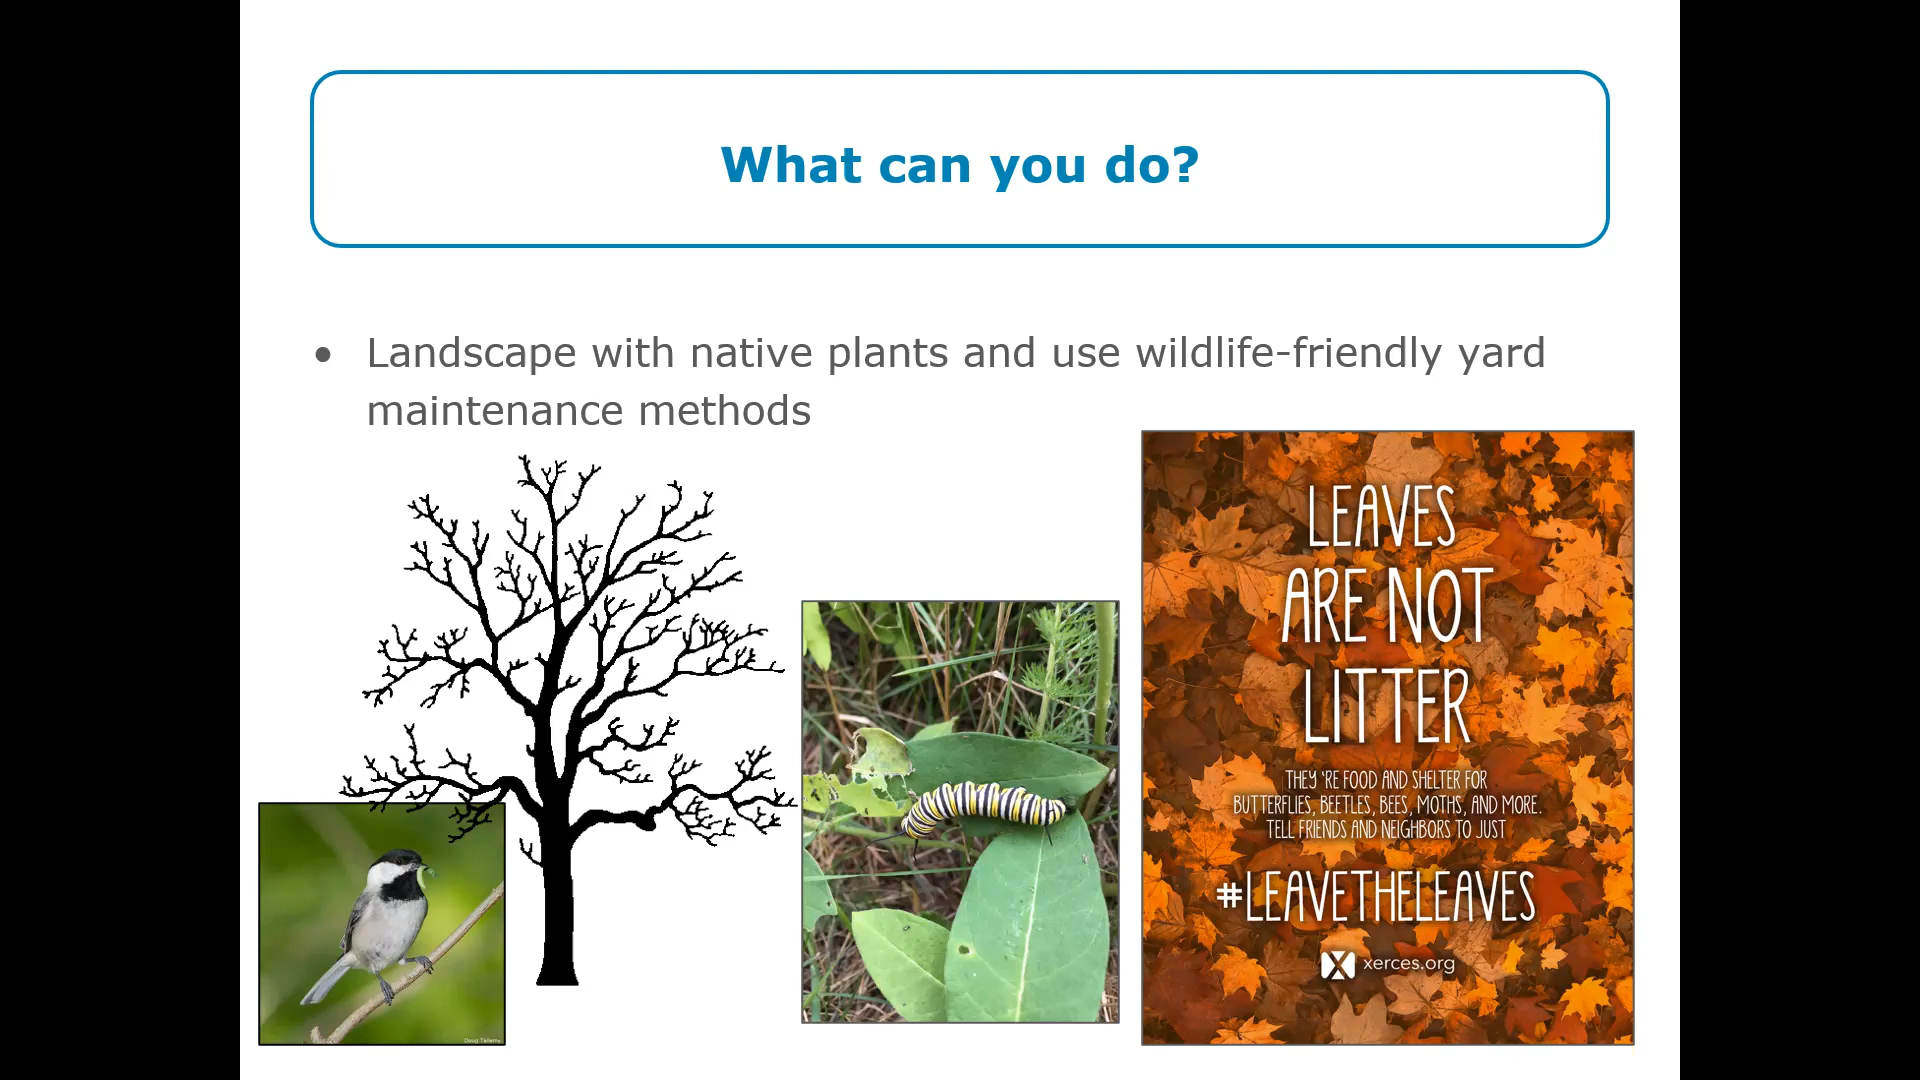 What can you do?
• Landscape with native plants and use wildlife-friendly yard
maintenance methods
LEAVES
ARE NOT
LITTER
THEY 'RE FOOD AND SHELTER FOR
BUTTERFLIES, BEETLES, BEES, MOTHS, AND MORE.
TELL FRIENDS AND NEIGHBORS TO JUST
#LEAVETHELEAVES
xerces.org
Doug Tallamy